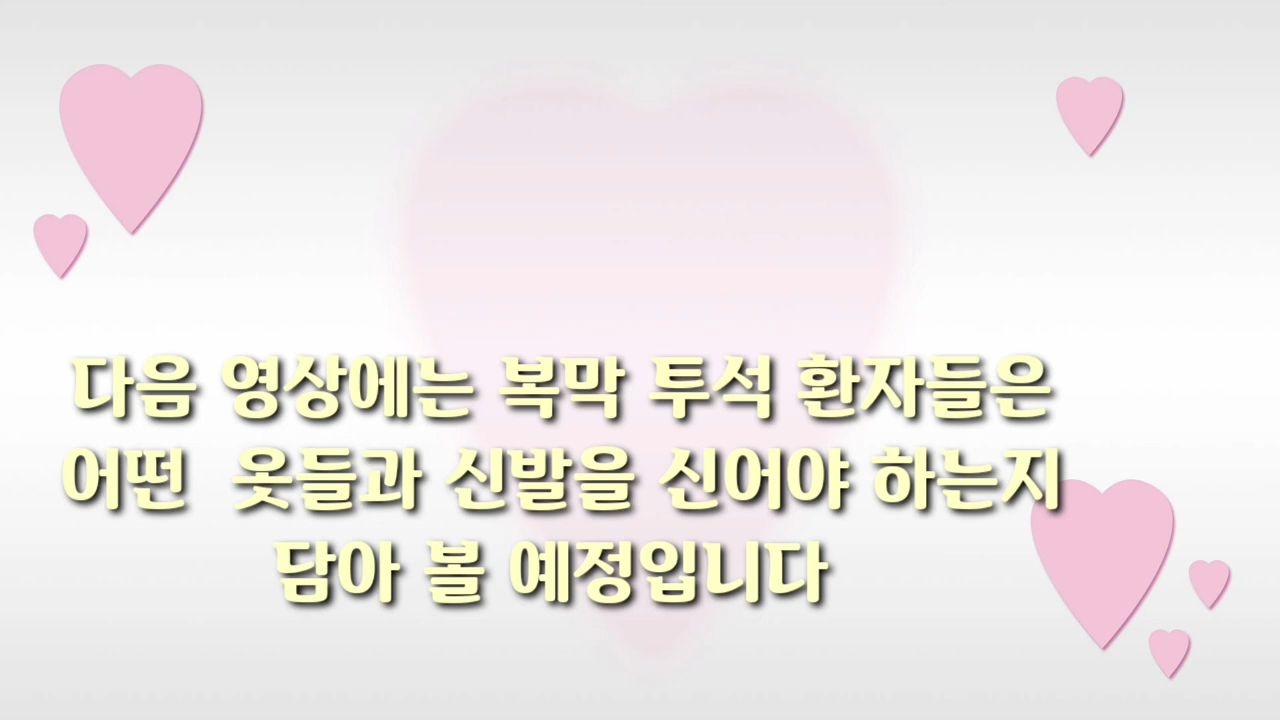 다음 영상에는 복막 투석 환자들은
어떤 옷들과 신발을 신어야 하는지
담아 볼 예정입니다